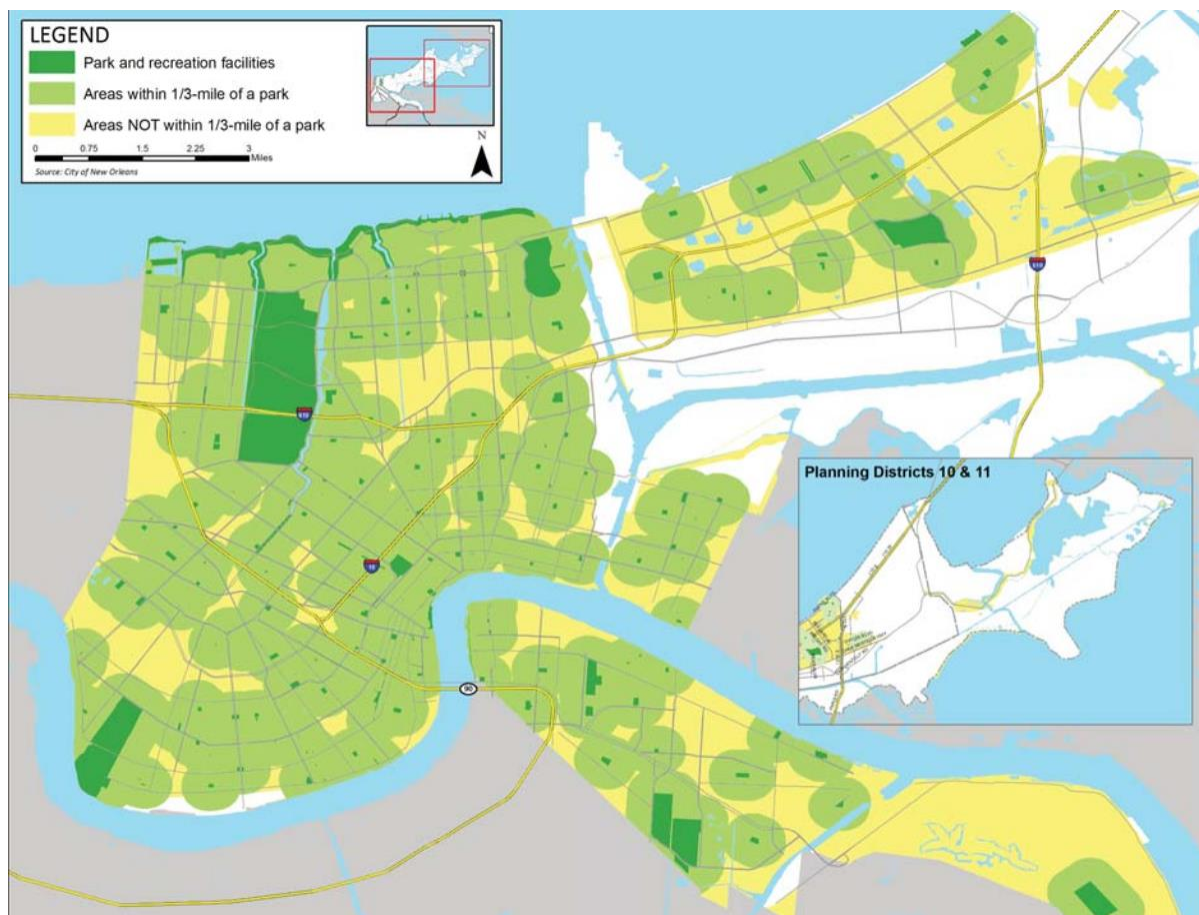 LEGEND
Park and recreation facilities
Areas within 1/3-mile of a park
Areas NOT within 1/3-mile of a park
0 0.75 1.5 2.25 3
Miles
Source: City of New Orleans
N
610
10
90
Planning Districts 10 & 11